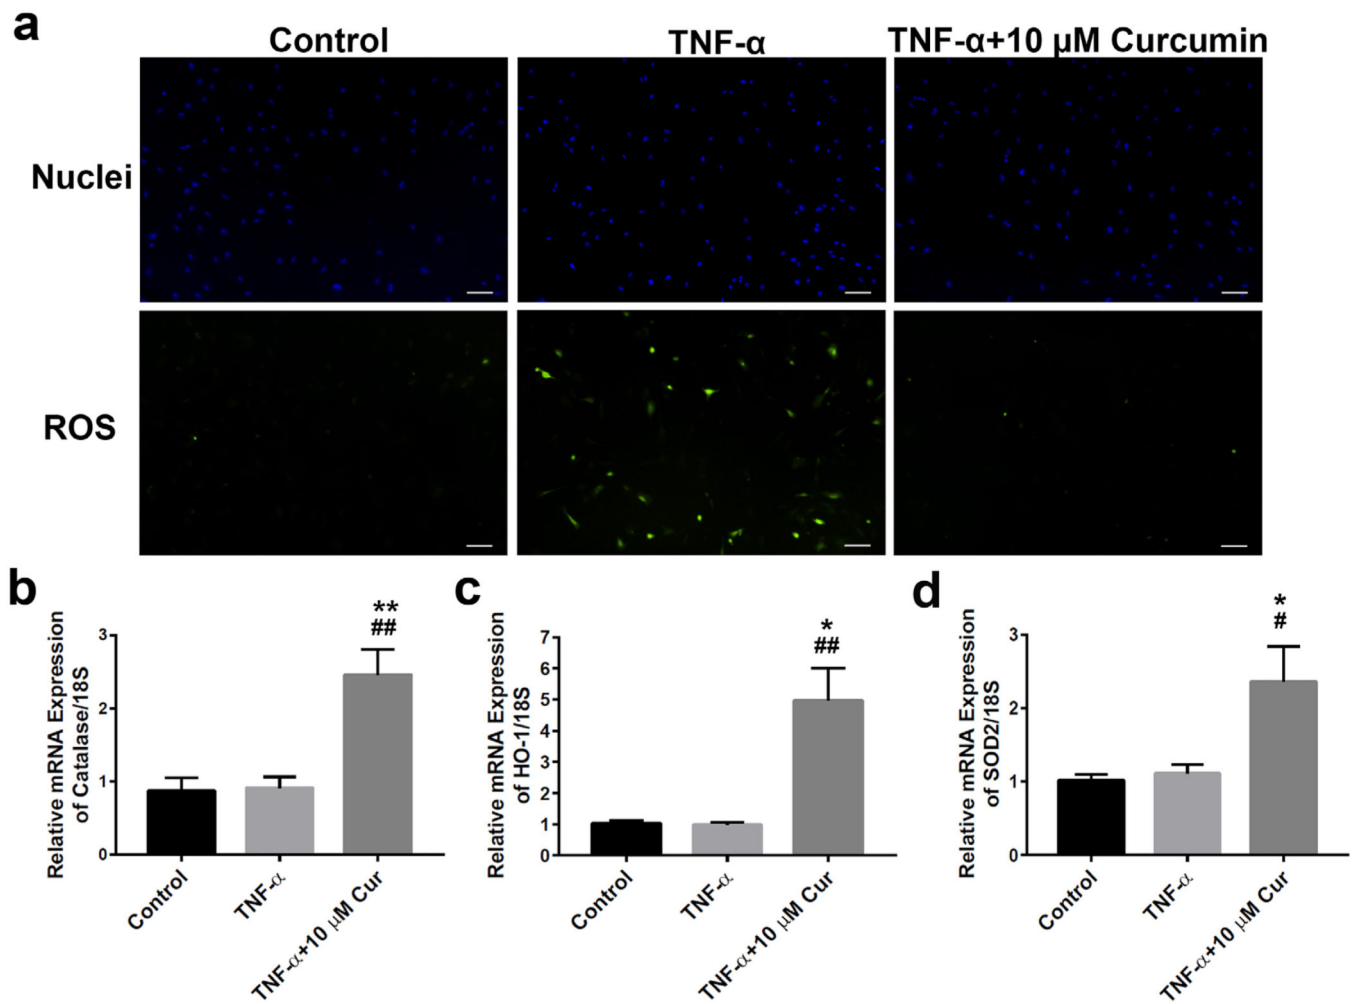 a
Control
TNF-α
TNF-α+10 μM Curcumin
Nuclei
ROS
b
Relative mRNA Expression
of Catalase/18S
3
2
1
0
**
##
Control
TNF-α
TNF-α+10 μM Cur
c
Relative mRNA Expression
of HO-1/18S
7
6
5
4
3
2
1
0
*
##
Control
TNF-α
TNF-α+10 μM Cur
d
Relative mRNA Expression
of SOD2/18S
3
2
1
0
*
#
Control
TNF-α
TNF-α+10 μM Cur